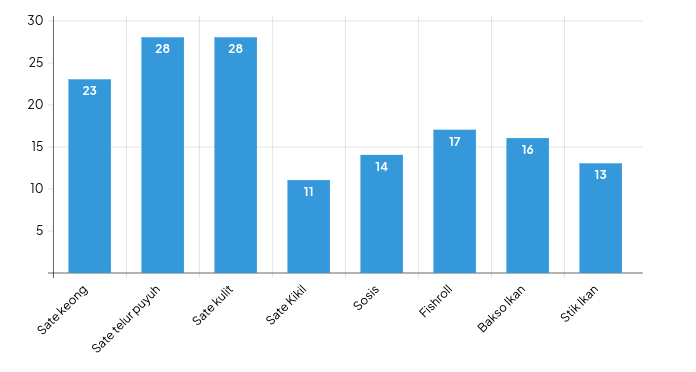 30
25
20
15
10
5
23
28
28
11
14
17
16
13
Sate keong
Sate telur puyuh
Sate kulit
Sate Kikil
Sosis
Fishroll
Bakso Ikan
Stik Ikan